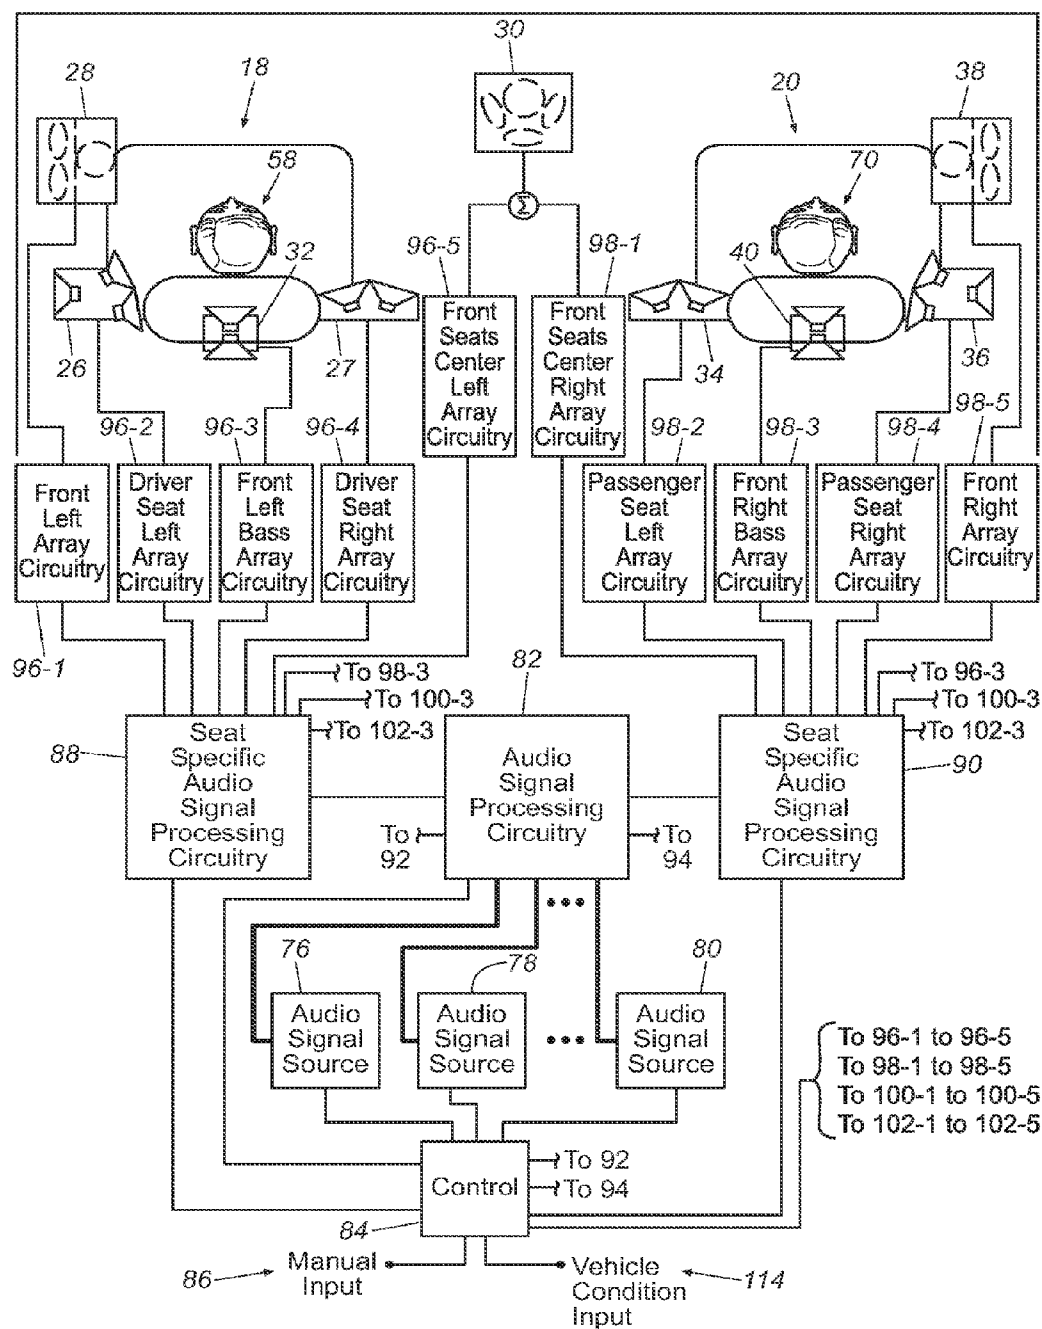 30
28
18
20
38
58
70
Σ
32
96-5
98-1
40
26
27
34
36
Front
Seats
Center
Left
Array
Circuitry
Front
Seats
Center
Right
Array
Circuitry
96-2
96-3
96-4
98-2
98-3
98-4
98-5
Front
Left
Array
Circuitry
Driver
Seat
Left
Array
Circuitry
Front
Left
Bass
Array
Circuitry
Driver
Seat
Right
Array
Circuitry
Passenger
Seat
Left
Array
Circuitry
Front
Right
Bass
Array
Circuitry
Passenger
Seat
Right
Array
Circuitry
Front
Right
Array
Circuitry
96-1
82
To 98-3
To 100-3
To 102-3
To 96-3
To 100-3
To 102-3
88
Seat
Specific
Audio
Signal
Processing
Circuitry
Audio
Signal
Processing
Circuitry
Seat
Specific
Audio
Signal
Processing
Circuitry
90
To
92
To
94
76
78
80
Audio
Signal
Source
Audio
Signal
Source
Audio
Signal
Source
To 96-1 to 96-5
To 98-1 to 98-5
To 100-1 to 100-5
To 102-1 to 102-5
Control
To 92
To 94
84
86
Manual
Input
Vehicle
Condition
Input
114